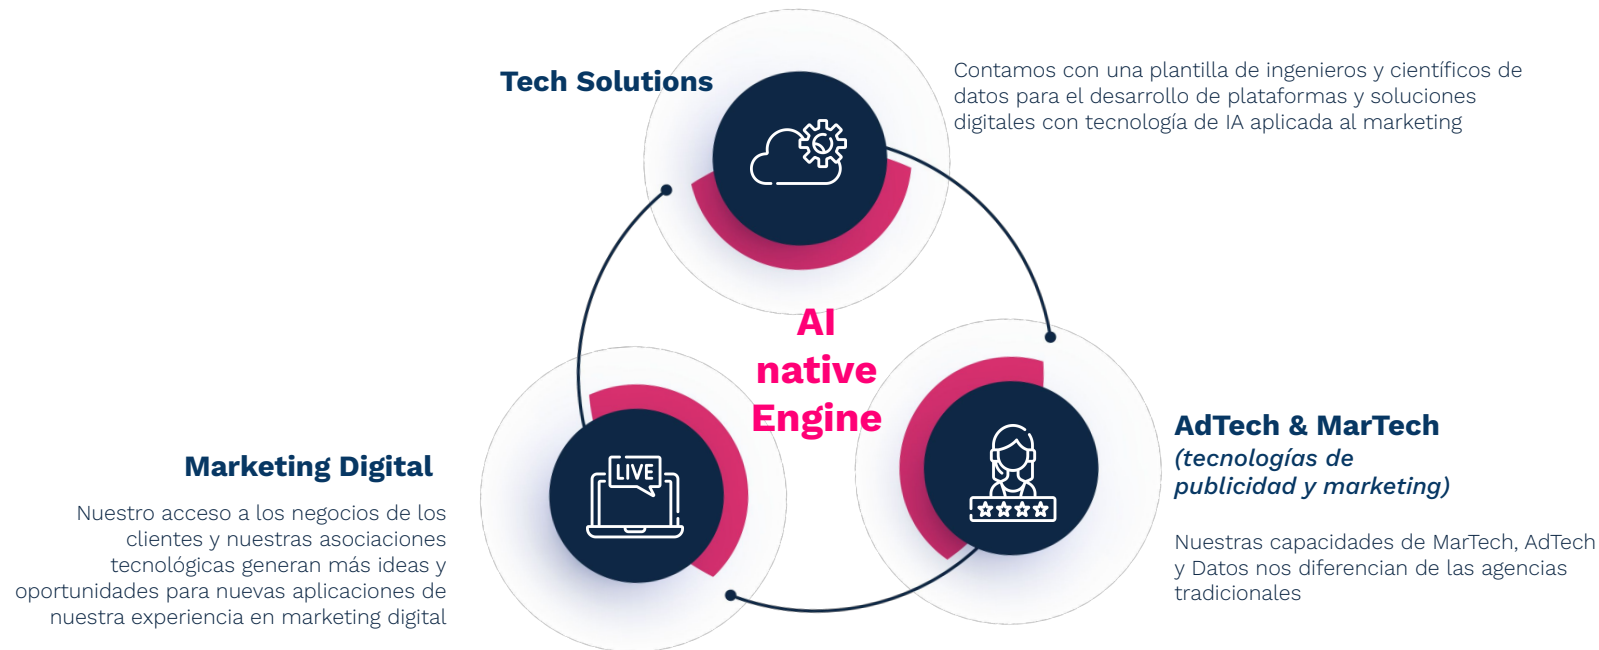 Tech Solutions
Contamos con una plantilla de ingenieros y científicos de
datos para el desarrollo de plataformas y soluciones
digitales con tecnología de IA aplicada al marketing
AI
native
Engine
AdTech & MarTech
(tecnologías de
publicidad y marketing)
Nuestras capacidades de MarTech, AdTech
y Datos nos diferencian de las agencias
tradicionales
Marketing Digital
Nuestro acceso a los negocios de los
clientes y nuestras asociaciones
tecnológicas generan más ideas y
oportunidades para nuevas aplicaciones de
nuestra experiencia en marketing digital
LIVE